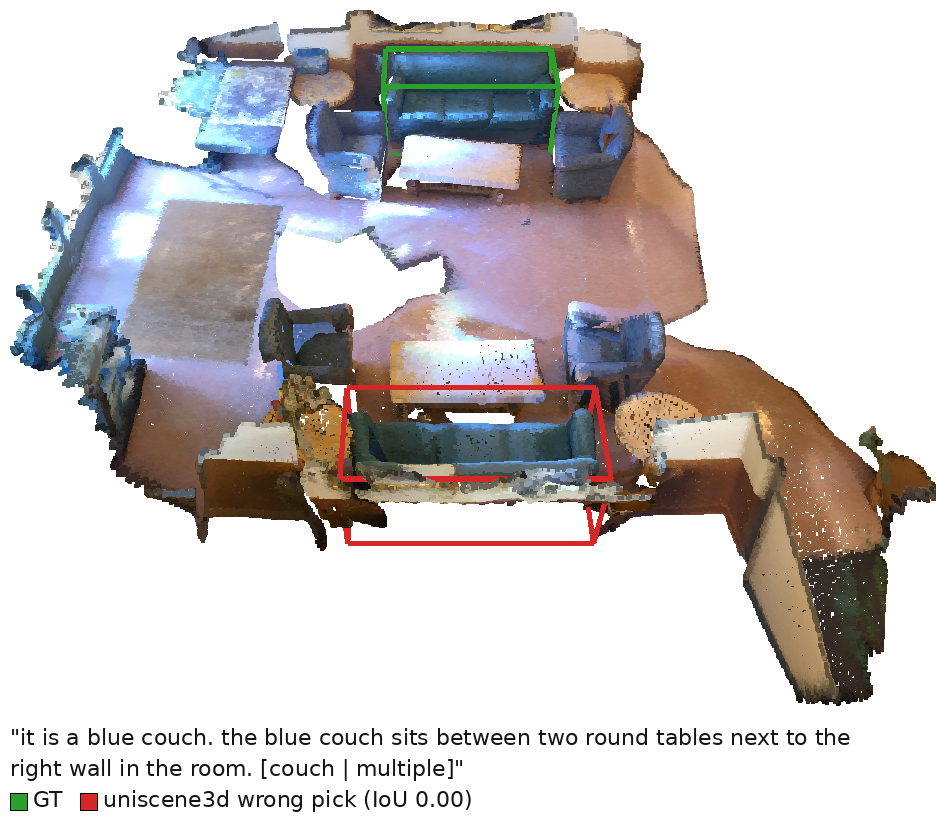 "it is a blue couch. the blue couch sits between two round tables next to the
right wall in the room. [couch | multiple]"
GT uniscene3d wrong pick (IoU 0.00)